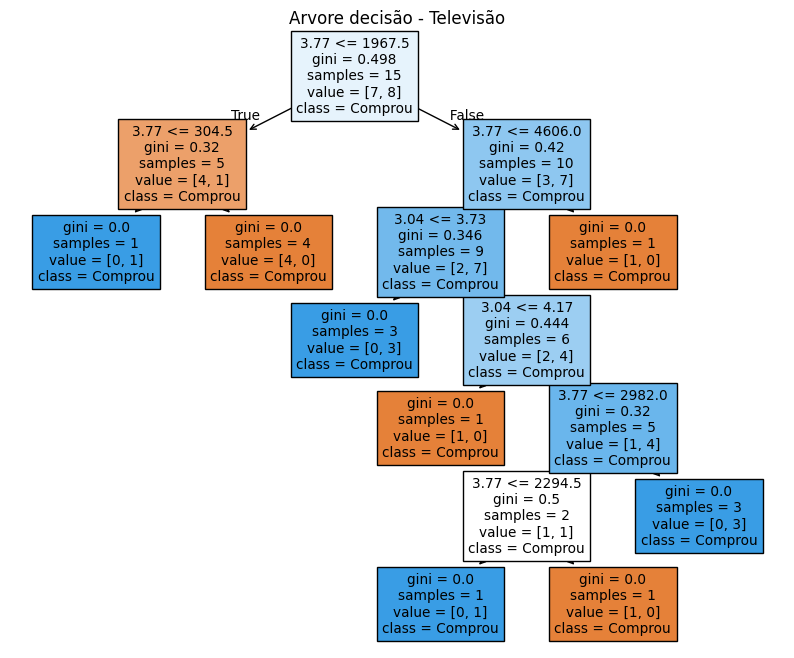 Arvore decisão - Televisão
3.77 <= 1967.5
gini = 0.498
samples = 15
value = [7, 8]
class = Comprou
True
False
3.77 <= 304.5
gini = 0.32
samples = 5
value = [4, 1]
class = Comprou
3.77 <= 4606.0
gini = 0.42
samples = 10
value = [3, 7]
class = Comprou
gini = 0.0
samples = 1
value = [0, 1]
class = Comprou
gini = 0.0
samples = 4
value = [4, 0]
class = Comprou
3.04 <= 3.73
gini = 0.346
samples = 9
value = [2, 7]
class = Comprou
gini = 0.0
samples = 1
value = [1, 0]
class = Comprou
gini = 0.0
samples = 3
value = [0, 3]
class = Comprou
3.04 <= 4.17
gini = 0.444
samples = 6
value = [2, 4]
class = Comprou
gini = 0.0
samples = 1
value = [1, 0]
class = Comprou
3.77 <= 2982.0
gini = 0.32
samples = 5
value = [1, 4]
class = Comprou
3.77 <= 2294.5
gini = 0.5
samples = 2
value = [1, 1]
class = Comprou
gini = 0.0
samples = 3
value = [0, 3]
class = Comprou
gini = 0.0
samples = 1
value = [0, 1]
class = Comprou
gini = 0.0
samples = 1
value = [1, 0]
class = Comprou